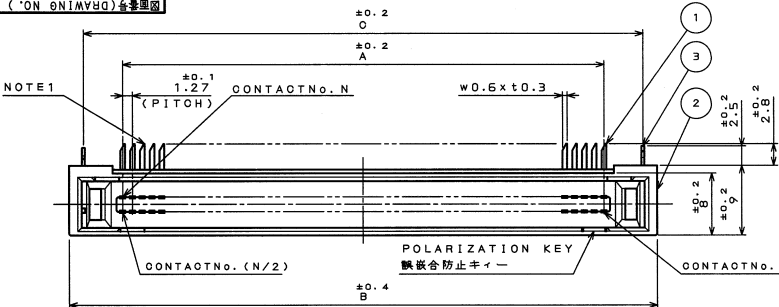 図面番号(DRAWING NO.)
±0.2
C
±0.2
A
1
3
2
NOTE1
±0.1
1.27
(PITCH)
CONTACTNo.N
w0.6xt0.3
±0.2
2.5
±0.2
2.8
±0.2
8
±0.2
9
CONTACTNo.(N/2)
POLARIZATION KEY
誤嵌合防止キィー
CONTACTNo.
±0.4
B